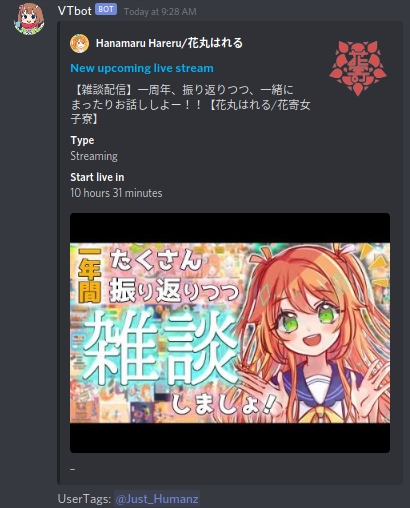 VTbot BOT Today at 9:28 AM
Hanamaru Hareru/花丸はれる
花寄
New upcoming live stream
【雑談配信】一周年、振り返りつつ、一緒に
まったりお話ししよー！！【花丸はれる/花寄女
子寮】
Type
Streaming
Start live in
10 hours 31 minutes
一年間
たくさん
振り返りつつ
雑談
しましょ!
–
UserTags: @Just_Humanz